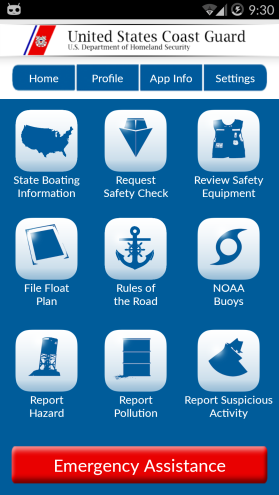 9:30
United States Coast Guard
U.S. Department of Homeland Security
Home
Profile
App Info
Settings
State Boating
Information
Request
Safety Check
Review Safety
Equipment
File Float
Plan
Rules of
the Road
NOAA
Buoys
Report
Hazard
Report
Pollution
Report Suspicious
Activity
Emergency Assistance